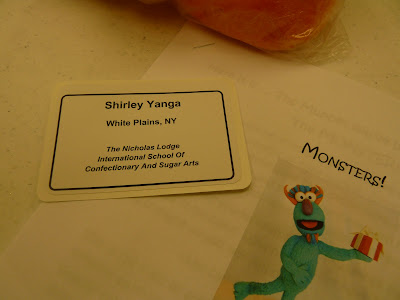 Shirley Yanga
White Plains, NY
The Nicholas Lodge
International School Of
Confectionary And Sugar Arts
MONSTERS!